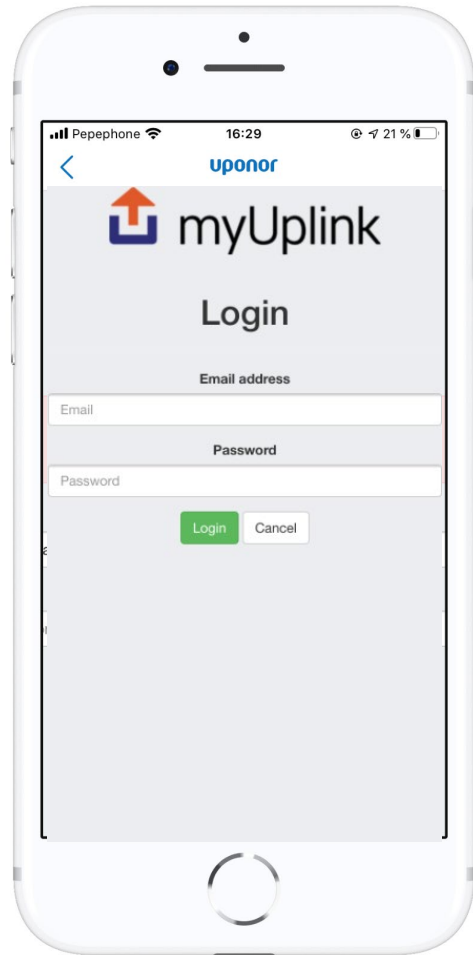 Pepephone 16:29 21 %
uponor
myUplink
Login
Email address
Email
Password
Password
Login Cancel